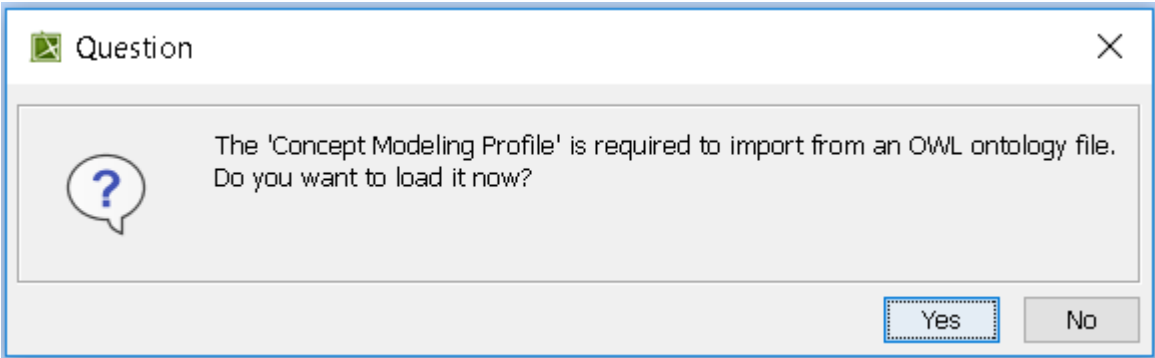 Question
The 'Concept Modeling Profile' is required to import from an OWL ontology file.
Do you want to load it now?
Yes No